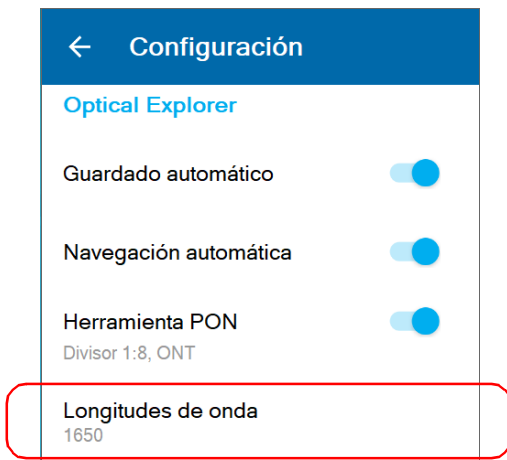 Configuración
Optical Explorer
Guardado automático
Navegación automática
Herramienta PON
Divisor 1:8, ONT
Longitudes de onda
1650